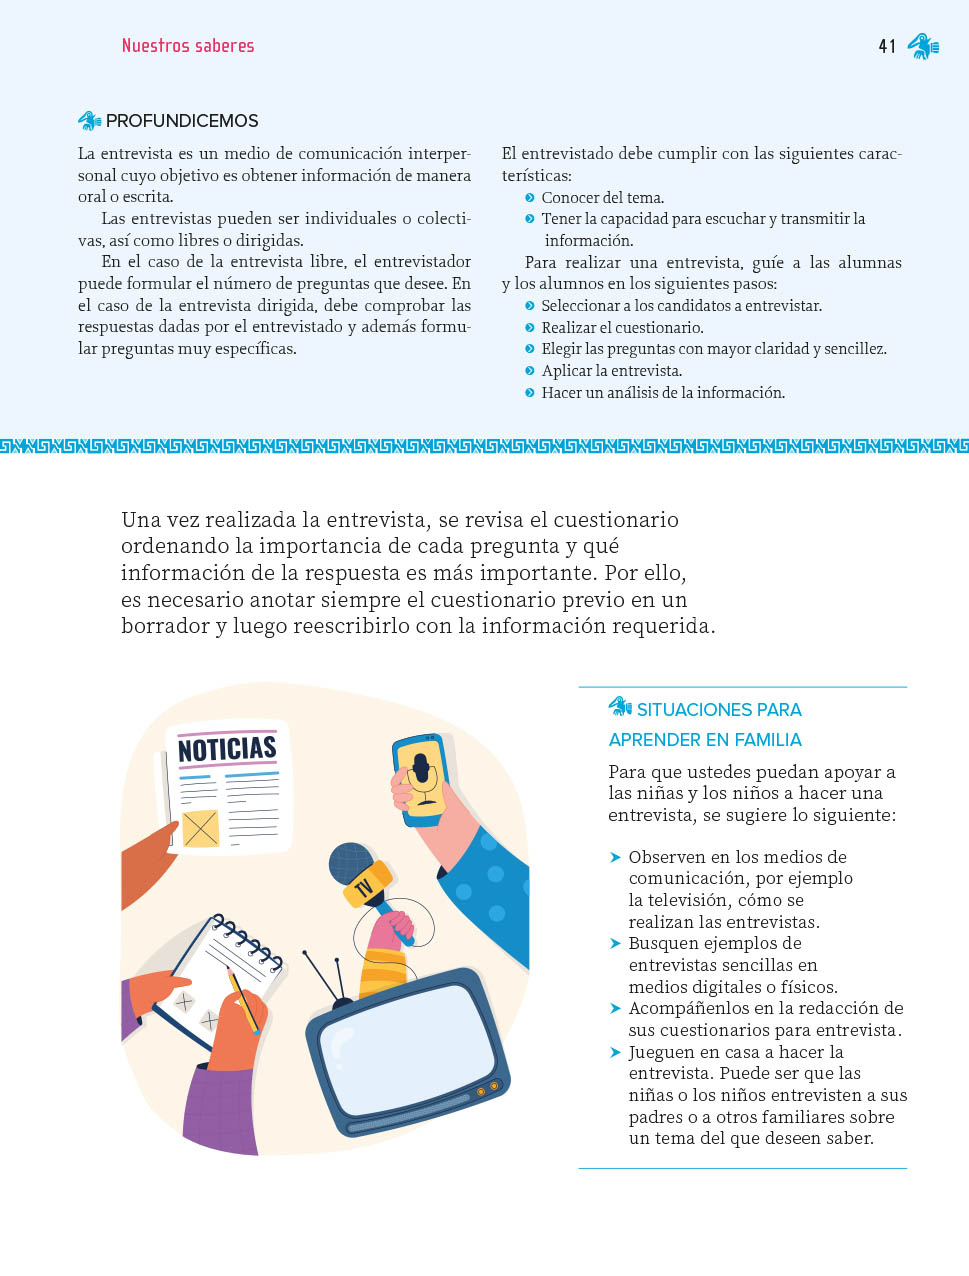 Nuestros saberes
41
PROFUNDICEMOS
La entrevista es un medio de comunicación interper-
sonal cuyo objetivo es obtener información de manera
oral o escrita.
Las entrevistas pueden ser individuales o colecti-
vas, así como libres o dirigidas.
En el caso de la entrevista libre, el entrevistador
puede formular el número de preguntas que desee. En
el caso de la entrevista dirigida, debe comprobar las
respuestas dadas por el entrevistado y además formu-
lar preguntas muy específicas.
El entrevistado debe cumplir con las siguientes carac-
terísticas:
Conocer del tema.
Tener la capacidad para escuchar y transmitir la
información.
Para realizar una entrevista, guíe a las alumnas
y los alumnos en los siguientes pasos:
Seleccionar a los candidatos a entrevistar.
Realizar el cuestionario.
Elegir las preguntas con mayor claridad y sencillez.
Aplicar la entrevista.
Hacer un análisis de la información.
Una vez realizada la entrevista, se revisa el cuestionario
ordenando la importancia de cada pregunta y qué
información de la respuesta es más importante. Por ello,
es necesario anotar siempre el cuestionario previo en un
borrador y luego reescribirlo con la información requerida.
NOTICIAS
TV
SITUACIONES PARA
APRENDER EN FAMILIA
Para que ustedes puedan apoyar a
las niñas y los niños a hacer una
entrevista, se sugiere lo siguiente:
Observen en los medios de
comunicación, por ejemplo
la televisión, cómo se
realizan las entrevistas.
Busquen ejemplos de
entrevistas sencillas en
medios digitales o físicos.
Acompáñenlos en la redacción de
sus cuestionarios para entrevista.
Jueguen en casa a hacer la
entrevista. Puede ser que las
niñas o los niños entrevisten a sus
padres o a otros familiares sobre
un tema del que deseen saber.